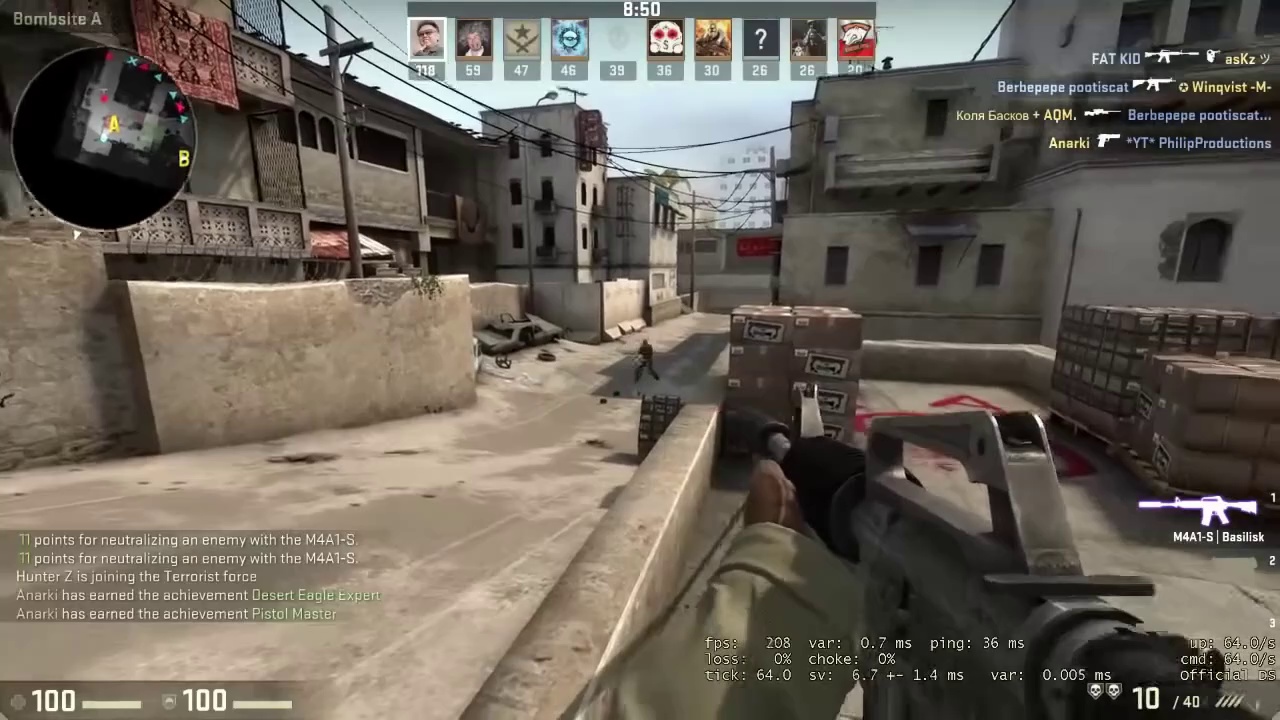 Bombsite A
8:50
118 59 47 46 39 36 30 26 26 20
?
FAT KID asKz ツ
Berbepepe pootiscat Winqvist -M-
Коля Басков + AQM. Berbepepe pootiscat...
Anarki *YT* PhilipProductions
A
B
1
M4A1-S | Basilisk
2
3
11 points for neutralizing an enemy with the M4A1-S.
11 points for neutralizing an enemy with the M4A1-S.
Hunter Z is joining the Terrorist force
Anarki has earned the achievement Desert Eagle Expert
Anarki has earned the achievement Pistol Master
fps: 208 var: 0.7 ms ping: 36 ms up: 64.0/s
loss: 0% choke: 0% cmd: 64.0/s
tick: 64.0 sv: 6.7 +- 1.4 ms var: 0.005 ms Official DS
100 100
10 / 40